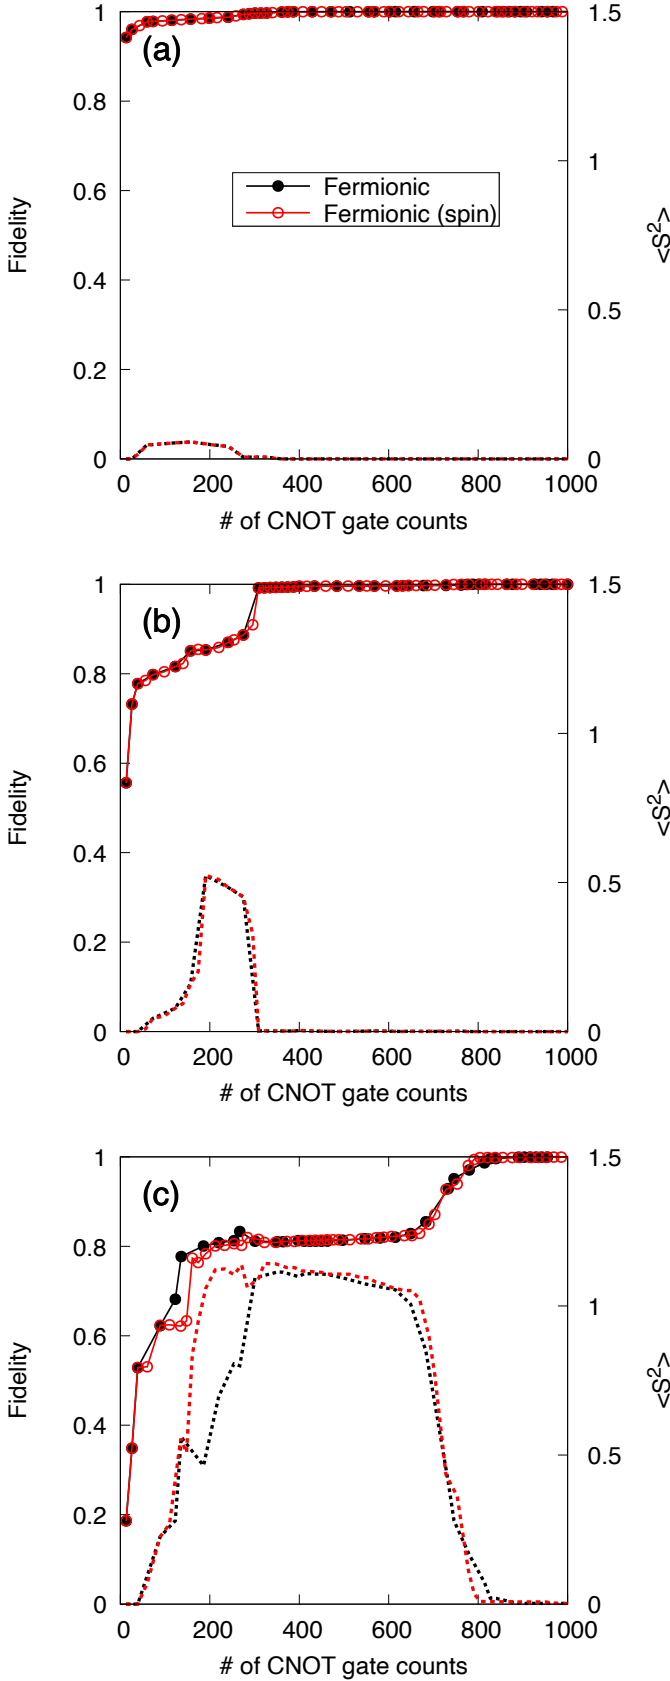 (a)
1
0.8
0.6
0.4
0.2
0
1.5
1
0.5
0
Fidelity
<S²>
Fermionic
Fermionic (spin)
0 200 400 600 800 1000
# of CNOT gate counts
(b)
1
0.8
0.6
0.4
0.2
0
1.5
1
0.5
0
Fidelity
<S²>
0 200 400 600 800 1000
# of CNOT gate counts
(c)
1
0.8
0.6
0.4
0.2
0
1.5
1
0.5
0
Fidelity
<S²>
0 200 400 600 800 1000
# of CNOT gate counts